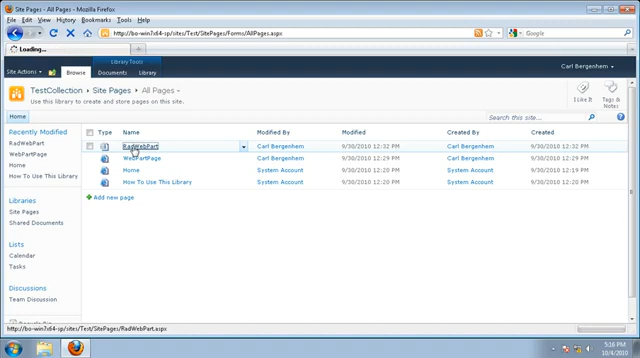 Site Pages - All Pages - Mozilla Firefox
File Edit View History Bookmarks Tools Help
http://bo-win7x64-sp/sites/Test/SitePages/Forms/AllPages.aspx
Google
Loading...
Library Tools
Carl Bergenhem
Site Actions
Browse
Documents
Library
TestCollection
Site Pages
All Pages
Use this library to create and store pages on this site.
I Like It
Tags & Notes
Home
Search this site...
Recently Modified
RadWebPart
WebPartPage
Home
How To Use This Library
Libraries
Site Pages
Shared Documents
Lists
Calendar
Tasks
Discussions
Team Discussion
Type Name Modified By Modified Created By Created
RadWebPart Carl Bergenhem 9/30/2010 12:32 PM Carl Bergenhem 9/30/2010 12:32 PM
WebPartPage Carl Bergenhem 9/30/2010 12:29 PM Carl Bergenhem 9/30/2010 12:29 PM
Home System Account 9/30/2010 12:20 PM System Account 9/30/2010 12:20 PM
How To Use This Library System Account 9/30/2010 12:20 PM System Account 9/30/2010 12:20 PM
Add new page
http://bo-win7x64-sp/sites/Test/SitePages/RadWebPart.aspx
5:16 PM
10/4/2010